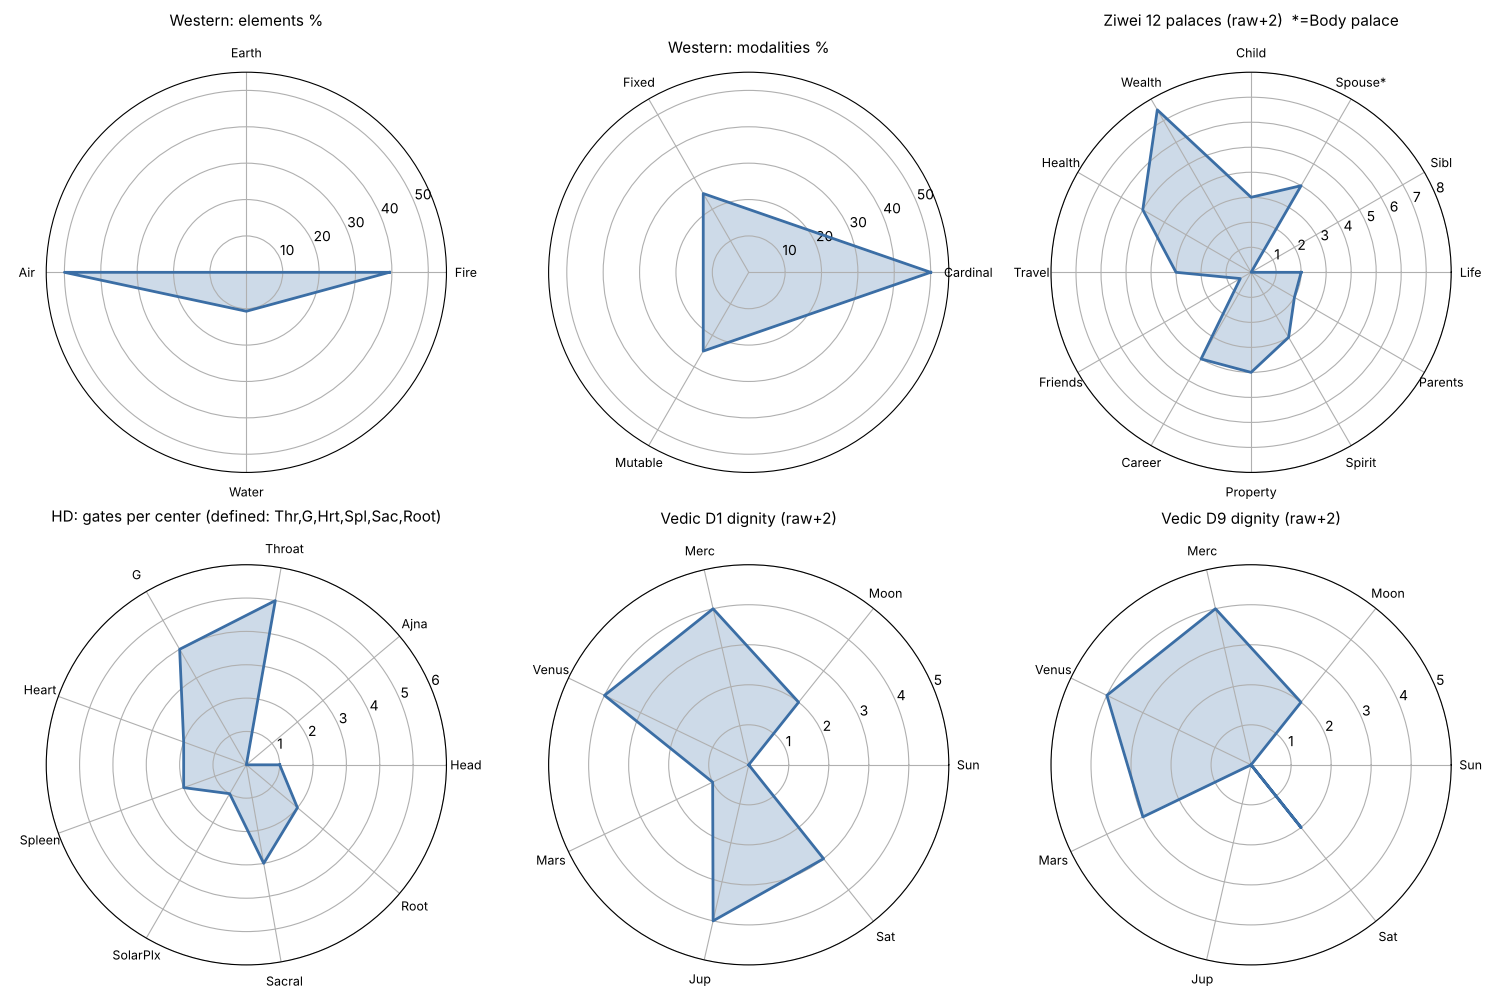 Western: elements %
Earth
Air
Fire
Water
10
20
30
40
50
Western: modalities %
Fixed
Cardinal
Mutable
10
20
30
40
50
Ziwei 12 palaces (raw+2)  *=Body palace
Child
Wealth
Spouse*
Health
Sibl
Travel
Life
Friends
Parents
Career
Spirit
Property
1
2
3
4
5
6
7
8
HD: gates per center (defined: Thr,G,Hrt,Spl,Sac,Root)
Throat
G
Ajna
Heart
Head
Spleen
Root
SolarPlx
Sacral
1
2
3
4
5
6
Vedic D1 dignity (raw+2)
Merc
Moon
Venus
Sun
Mars
Sat
Jup
1
2
3
4
5
Vedic D9 dignity (raw+2)
Merc
Moon
Venus
Sun
Mars
Sat
Jup
1
2
3
4
5